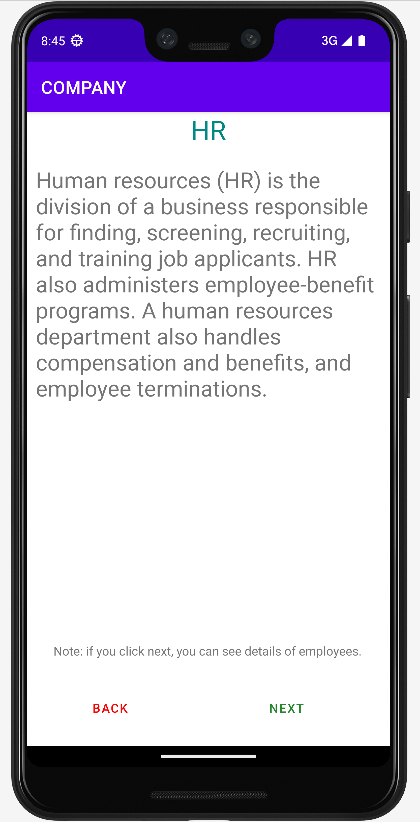 8:45 3G
COMPANY
HR
Human resources (HR) is the
division of a business responsible
for finding, screening, recruiting,
and training job applicants. HR
also administers employee-benefit
programs. A human resources
department also handles
compensation and benefits, and
employee terminations.
Note: if you click next, you can see details of employees.
BACK NEXT